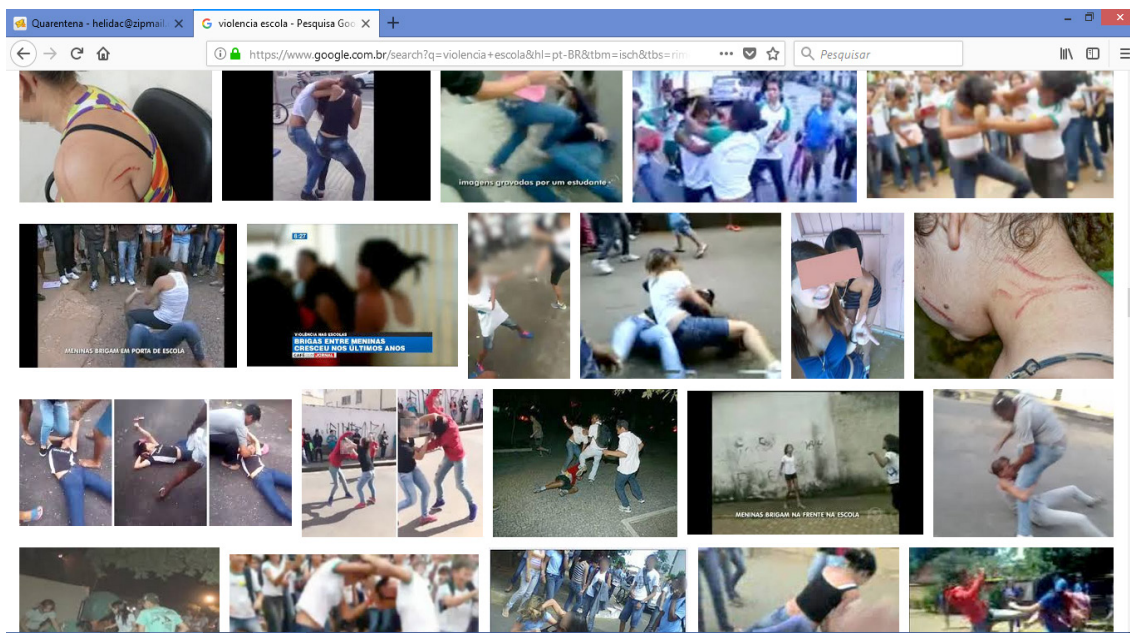 Quarentena - helidac@zipmail.
violencia escola - Pesquisa Goo
https://www.google.com.br/search?q=violencia+escola&hl=pt-BR&tbm=isch&tbs=rim
Pesquisar
imagens gravadas por um estudante
MENINAS BRIGAM EM PORTA DE ESCOLA
VIOLÊNCIA NAS ESCOLAS
BRIGAS ENTRE MENINAS
CRESCEU NOS ÚLTIMOS ANOS
JORNAL
MENINAS BRIGAM NA FRENTE NA ESCOLA